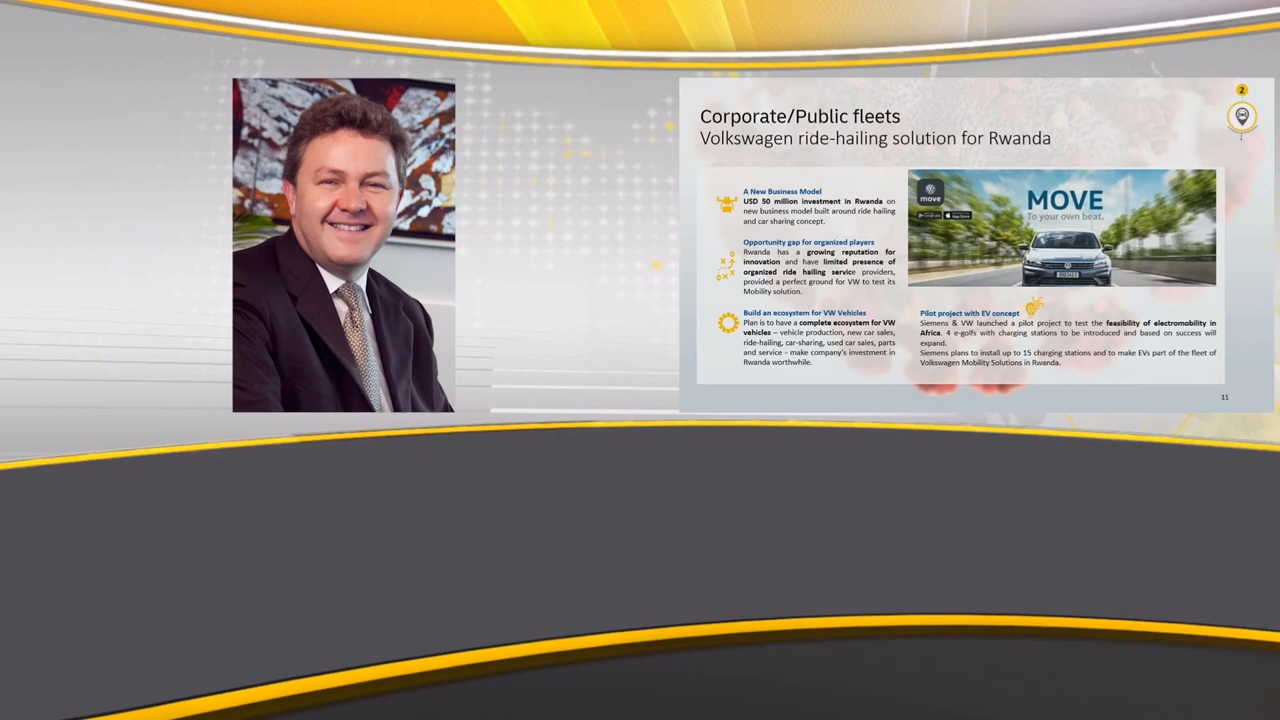 2
Corporate/Public fleets
Volkswagen ride-hailing solution for Rwanda
A New Business Model
USD 50 million investment in Rwanda on
new business model built around ride hailing
and car sharing concept.
Opportunity gap for organized players
Rwanda has a growing reputation for
innovation and have limited presence of
organized ride hailing service providers,
provided a perfect ground for VW to test its
Mobility solution.
Build an ecosystem for VW Vehicles
Plan is to have a complete ecosystem for VW
vehicles – vehicle production, new car sales,
ride-hailing, car-sharing, used car sales, parts
and service - make company's investment in
Rwanda worthwhile.
move
MOVE
To your own beat.
Pilot project with EV concept
Siemens & VW launched a pilot project to test the feasibility of electromobility in
Africa. 4 e-golfs with charging stations to be introduced and based on success will
expand.
Siemens plans to install up to 15 charging stations and to make EVs part of the fleet of
Volkswagen Mobility Solutions in Rwanda.
11